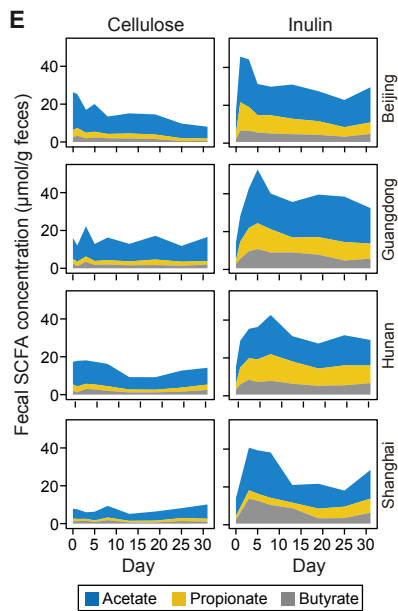 E
Cellulose Inulin
Fecal SCFA concentration (μmol/g feces)
40
20
0
Beijing
40
20
0
Guangdong
40
20
0
Hunan
40
20
0
Shanghai
0 5 10 15 20 25 30 0 5 10 15 20 25 30
Day Day
Acetate Propionate Butyrate